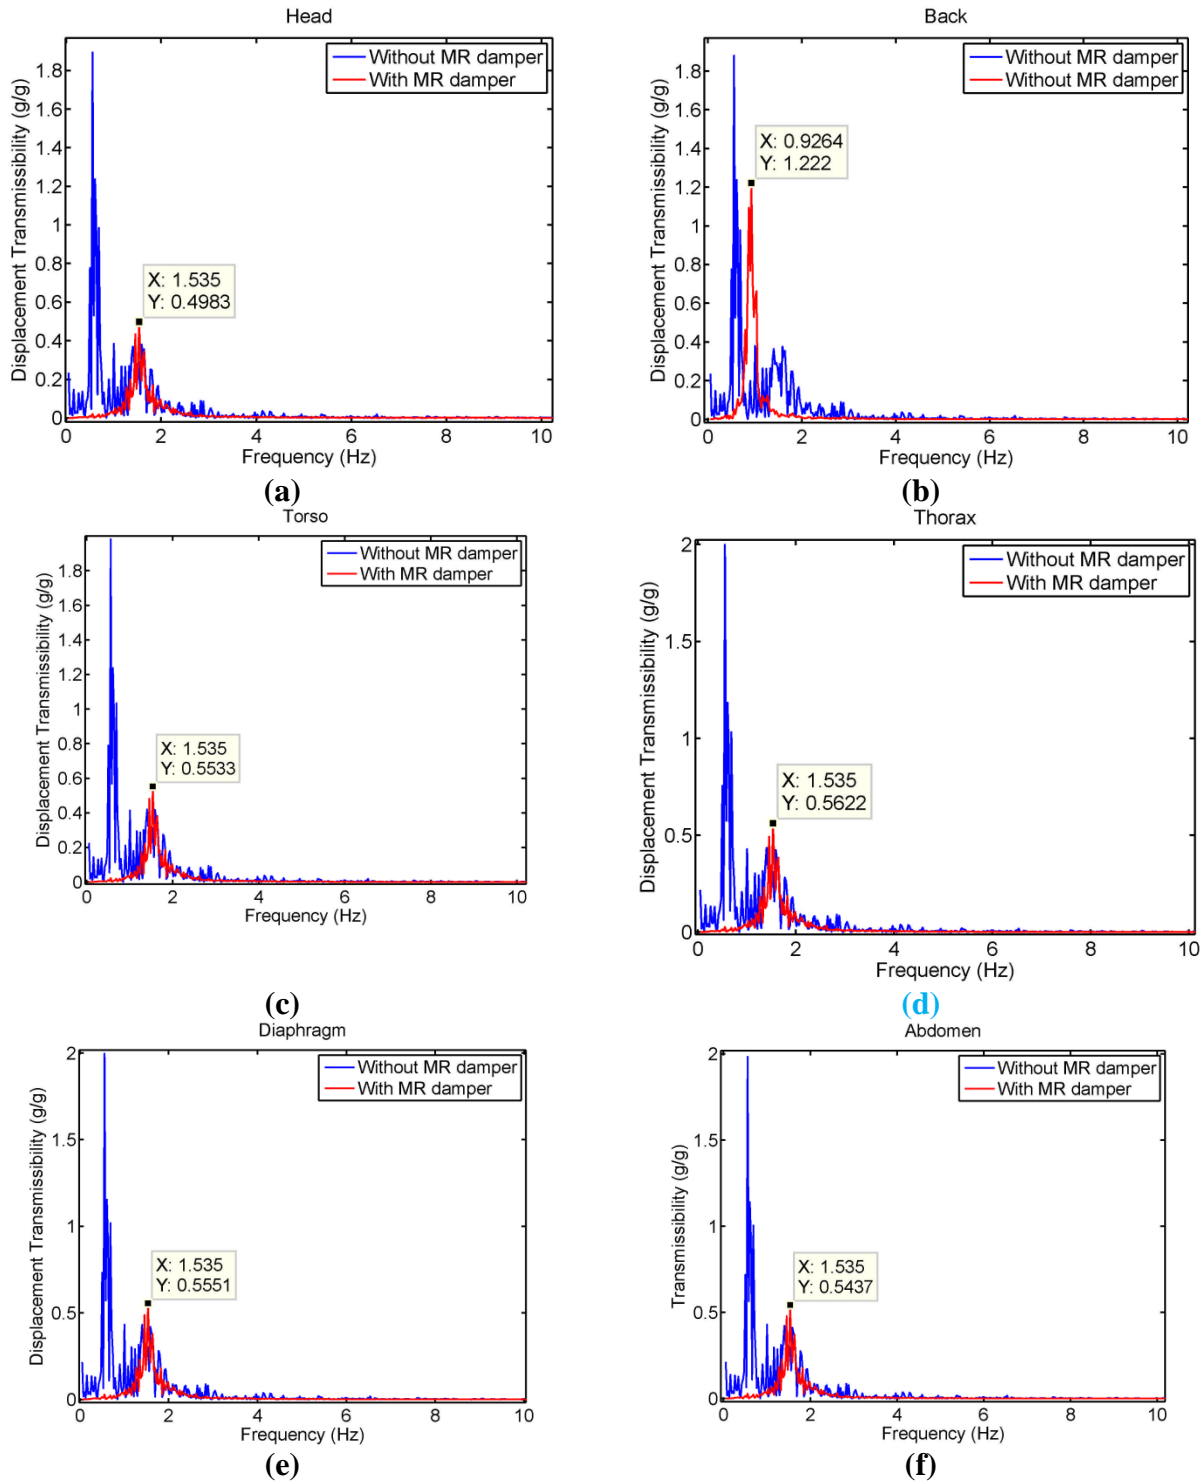 Head
Displacement Transmissibility (g/g)
1.8
1.6
1.4
1.2
1
0.8
0.6
0.4
0.2
0
Without MR damper
With MR damper
X: 1.535
Y: 0.4983
0 2 4 6 8 10
Frequency (Hz)
(a)
Back
Displacement Transmissibility (g/g)
1.8
1.6
1.4
1.2
1
0.8
0.6
0.4
0.2
0
Without MR damper
Without MR damper
X: 0.9264
Y: 1.222
0 2 4 6 8 10
Frequency (Hz)
(b)
Torso
Displacement Transmissibility (g/g)
1.8
1.6
1.4
1.2
1
0.8
0.6
0.4
0.2
0
Without MR damper
With MR damper
X: 1.535
Y: 0.5533
0 2 4 6 8 10
Frequency (Hz)
(c)
Thorax
Displacement Transmissibility (g/g)
2
1.5
1
0.5
0
Without MR damper
With MR damper
X: 1.535
Y: 0.5622
0 2 4 6 8 10
Frequency (Hz)
(d)
Diaphragm
Displacement Transmissibility (g/g)
2
1.5
1
0.5
0
Without MR damper
With MR damper
X: 1.535
Y: 0.5551
0 2 4 6 8 10
Frequency (Hz)
(e)
Abdomen
Transmissibility (g/g)
2
1.5
1
0.5
0
Without MR damper
With MR damper
X: 1.535
Y: 0.5437
0 2 4 6 8 10
Frequency (Hz)
(f)